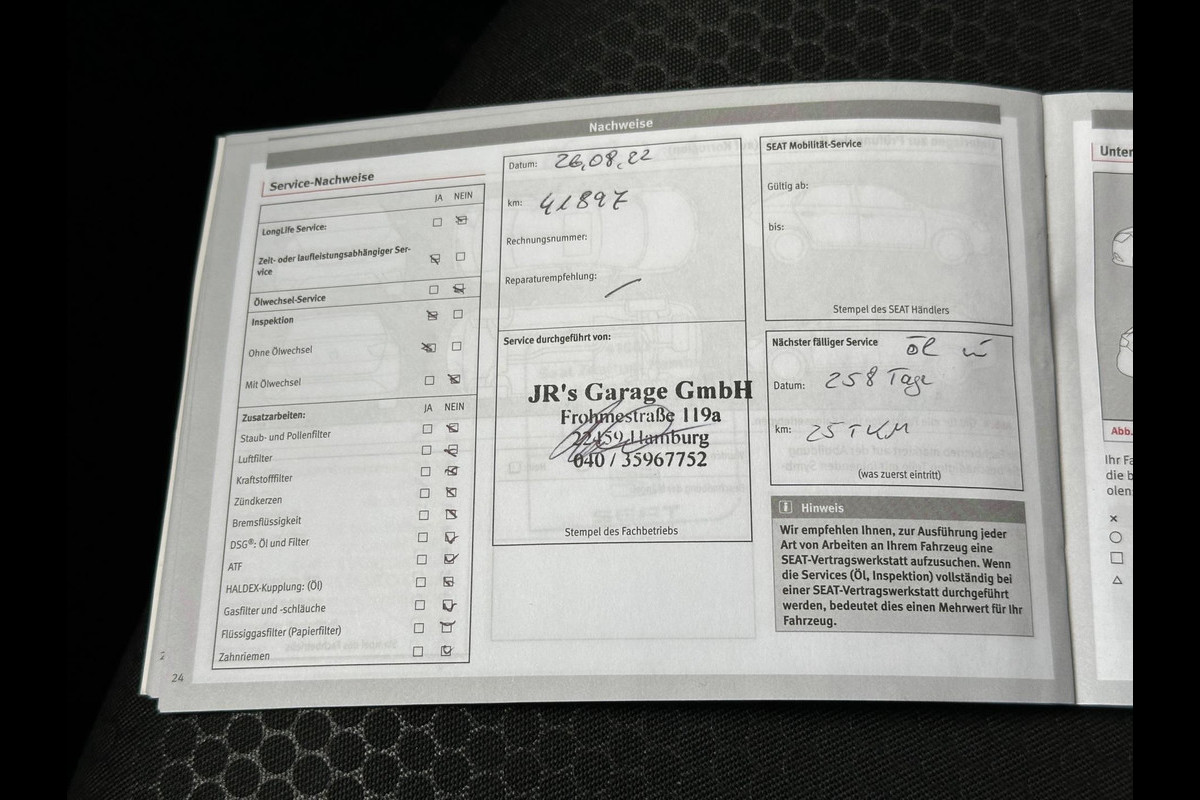 Nachweise
Service-Nachweise
JA NEIN
LongLife Service:
Zeit- oder laufleistungsabhängiger Ser-
vice
Ölwechsel-Service
Inspektion
Ohne Ölwechsel
Mit Ölwechsel
Zusatzarbeiten: JA NEIN
Staub- und Pollenfilter
Luftfilter
Kraftstofffilter
Zündkerzen
Bremsflüssigkeit
DSG®: Öl und Filter
ATF
HALDEX-Kupplung: (Öl)
Gasfilter und -schläuche
Flüssiggasfilter (Papierfilter)
Zahnriemen
24
Datum: 26,08,22
km: 41897
Rechnungsnummer:
Reparaturempfehlung:
Service durchgeführt von:
JR's Garage GmbH
Frohmestraße 119a
22459 Hamburg
040 / 35967752
Stempel des Fachbetriebs
SEAT Mobilität-Service
Gültig ab:
bis:
Stempel des SEAT Händlers
Nächster fälliger Service öl
Datum: 258 Tage
km: 25 TKM
(was zuerst eintritt)
i Hinweis
Wir empfehlen Ihnen, zur Ausführung jeder
Art von Arbeiten an Ihrem Fahrzeug eine
SEAT-Vertragswerkstatt aufzusuchen. Wenn
die Services (Öl, Inspektion) vollständig bei
einer SEAT-Vertragswerkstatt durchgeführt
werden, bedeutet dies einen Mehrwert für Ihr
Fahrzeug.
Unter
Abb.
Ihr Fa
die b
olen: